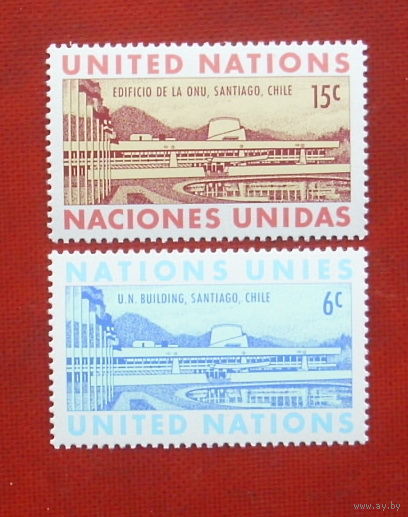 UNITED NATIONS
EDIFICIO DE LA ONU, SANTIAGO, CHILE
15c
NACIONES UNIDAS
NATIONS UNIES
U.N. BUILDING, SANTIAGO, CHILE
6c
UNITED NATIONS
www.ay.by